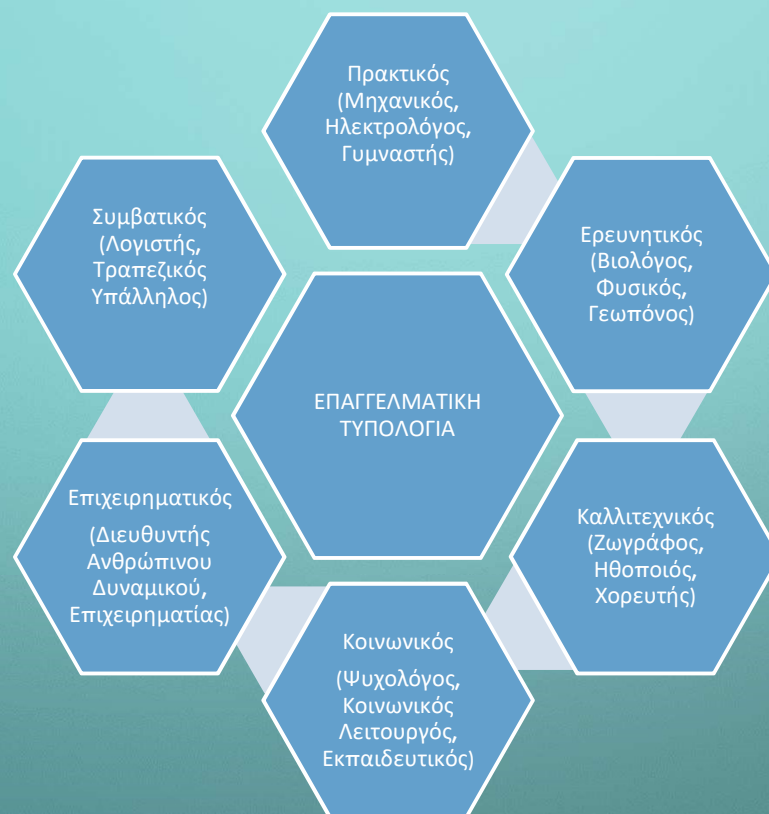 Πρακτικός
(Μηχανικός,
Ηλεκτρολόγος,
Γυμναστής)
Ερευνητικός
(Βιολόγος,
Φυσικός,
Γεωπόνος)
Καλλιτεχνικός
(Ζωγράφος,
Ηθοποιός,
Χορευτής)
Κοινωνικός
(Ψυχολόγος,
Κοινωνικός
Λειτουργός,
Εκπαιδευτικός)
Επιχειρηματικός
(Διευθυντής
Ανθρώπινου
Δυναμικού,
Επιχειρηματίας)
Συμβατικός
(Λογιστής,
Τραπεζικός
Υπάλληλος)
ΕΠΑΓΓΕΛΜΑΤΙΚΗ
ΤΥΠΟΛΟΓΙΑ